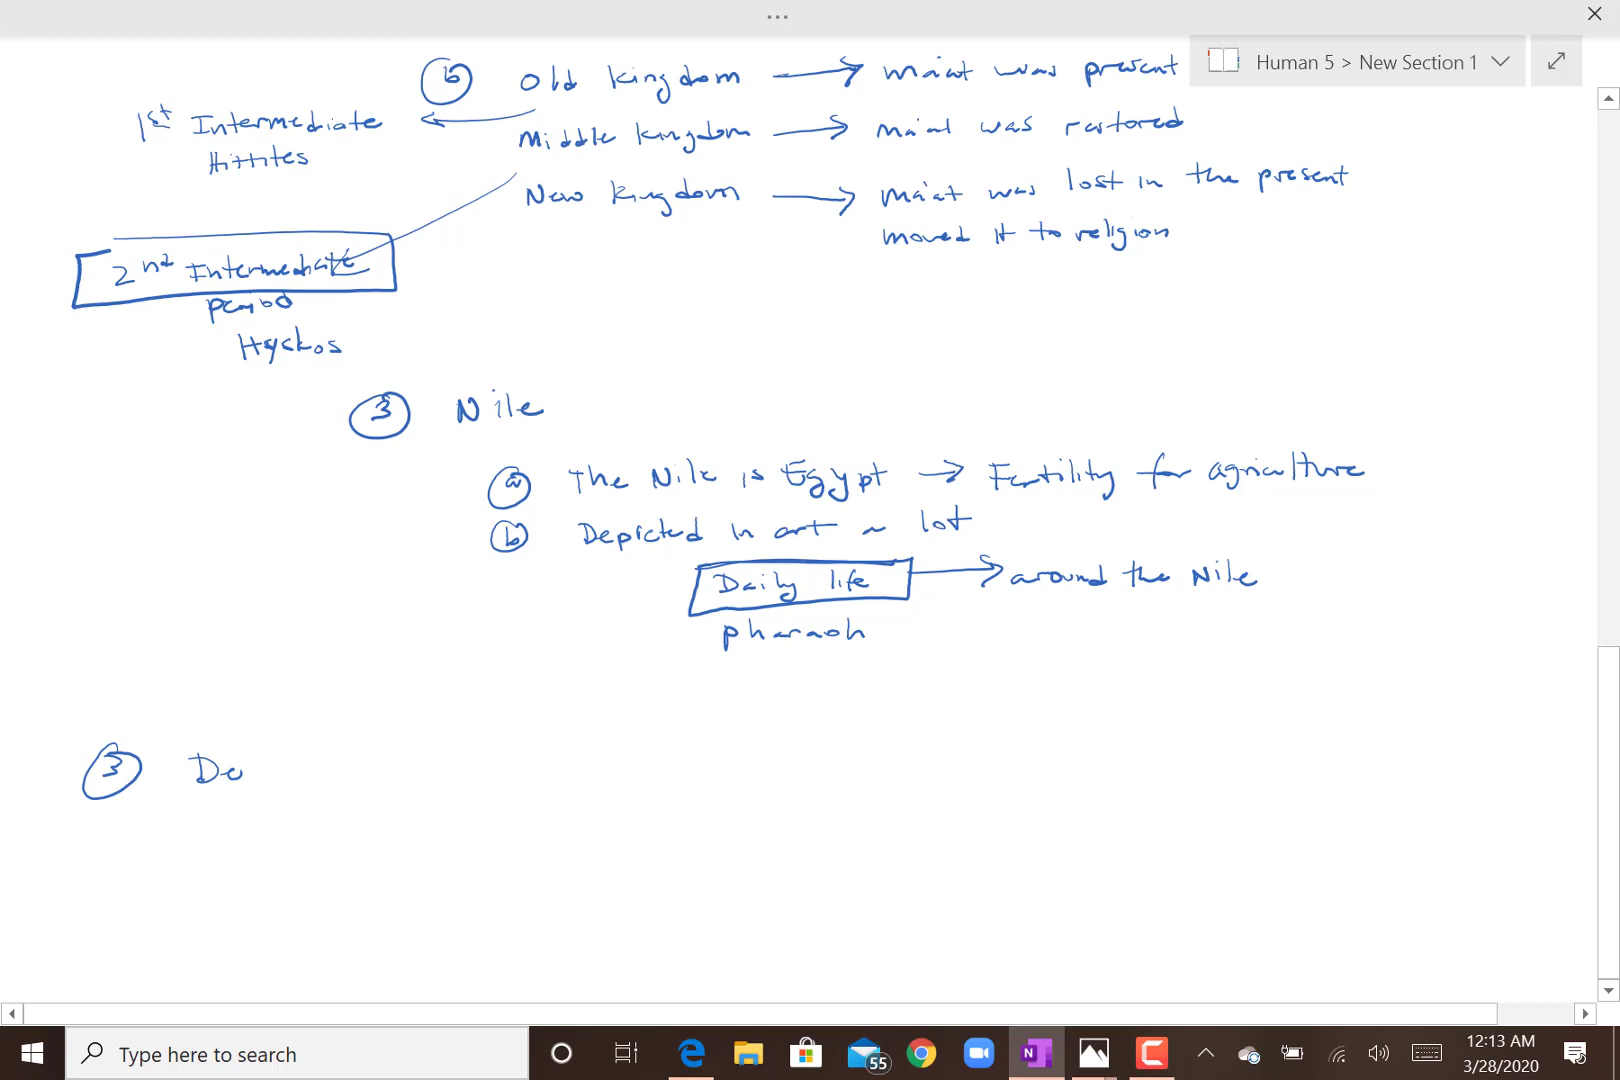 Human 5 > New Section 1
b Old kingdom → ma'at was present
1st Intermediate
Hittites
Middle kingdom → ma'at was restored
New kingdom → ma'at was lost in the present
moved it to religion
2nd Intermediate
period
Hyckos
3 Nile
a The Nile is Egypt → Fertility for agriculture
b Depicted in art a lot
Daily life → around the Nile
pharaoh
3 De
Type here to search
55
12:13 AM
3/28/2020